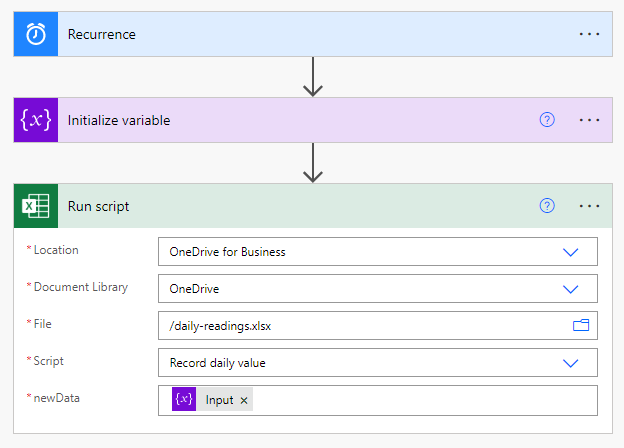 Recurrence
{x} Initialize variable ?
Run script ?
* Location OneDrive for Business
* Document Library OneDrive
* File /daily-readings.xlsx
* Script Record daily value
* newData {x} Input ×